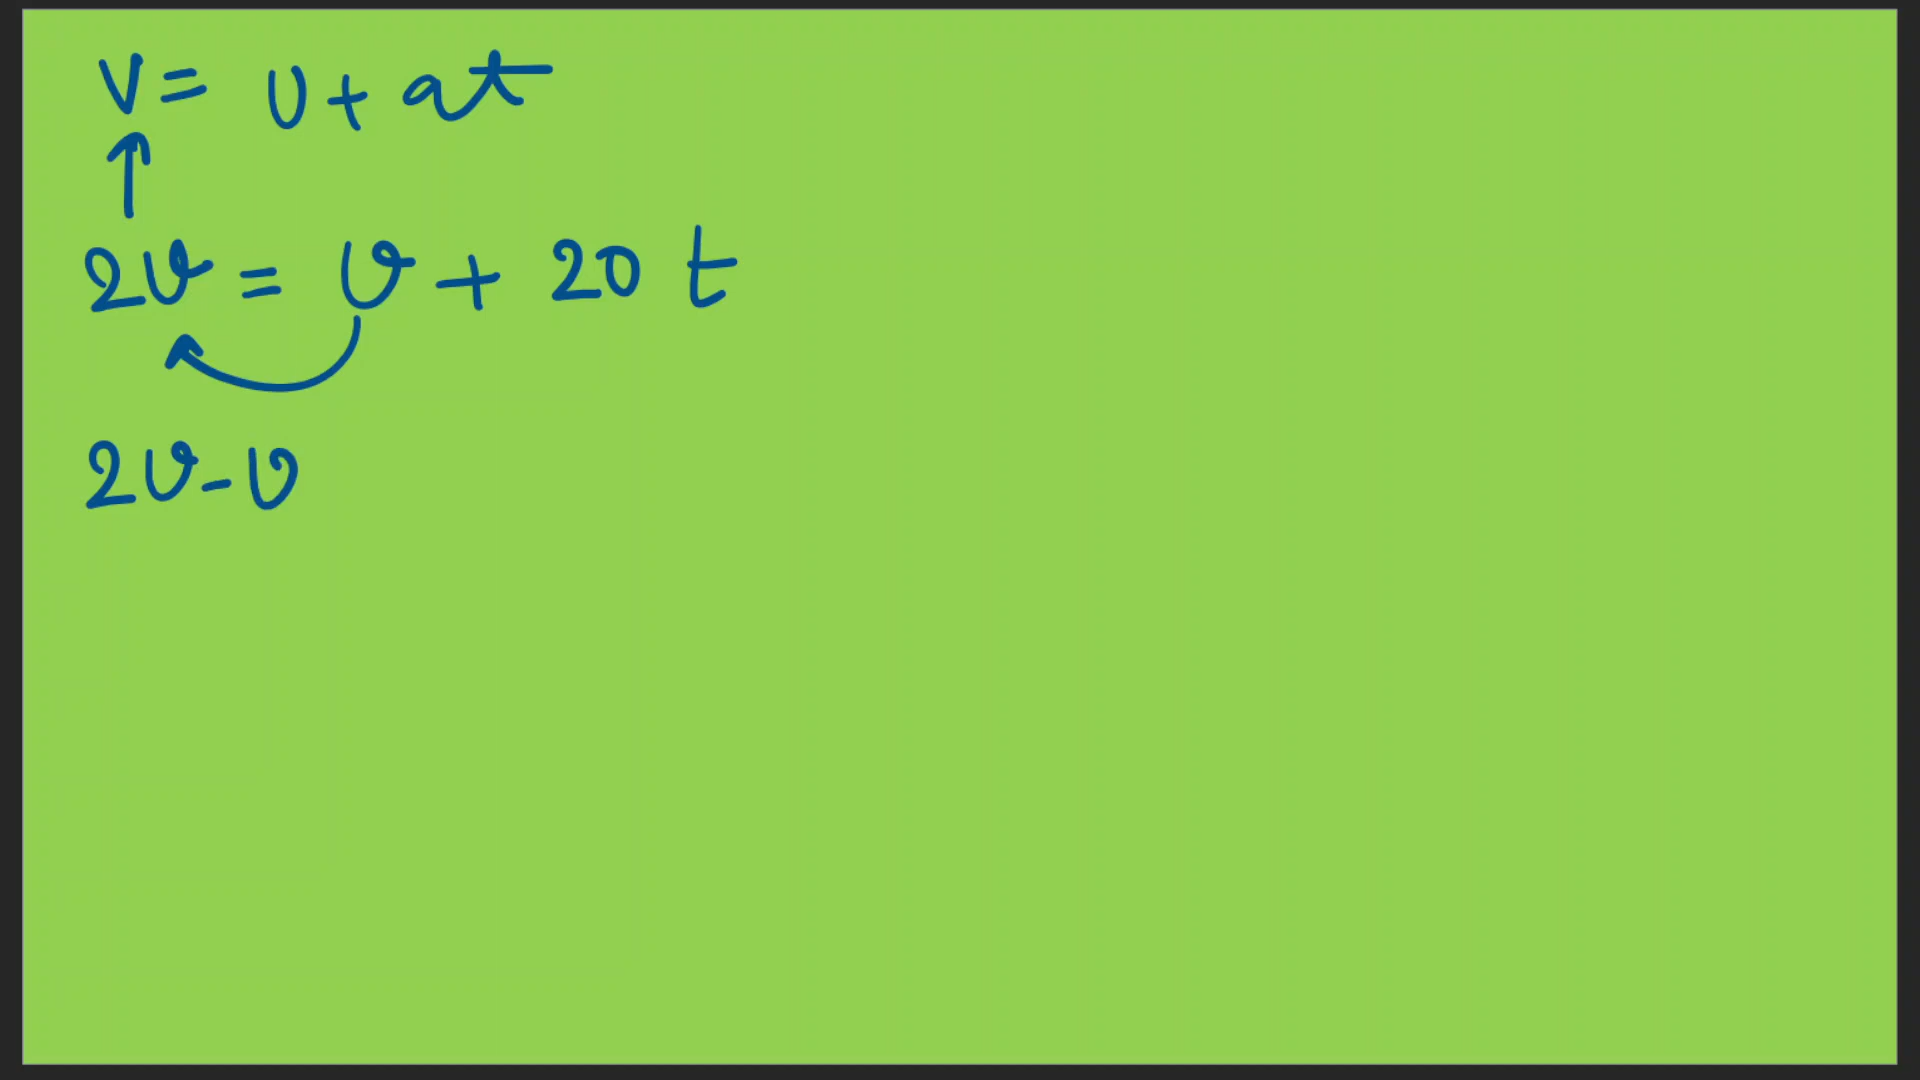 v = u + at
2v = v + 20 t
2v - v